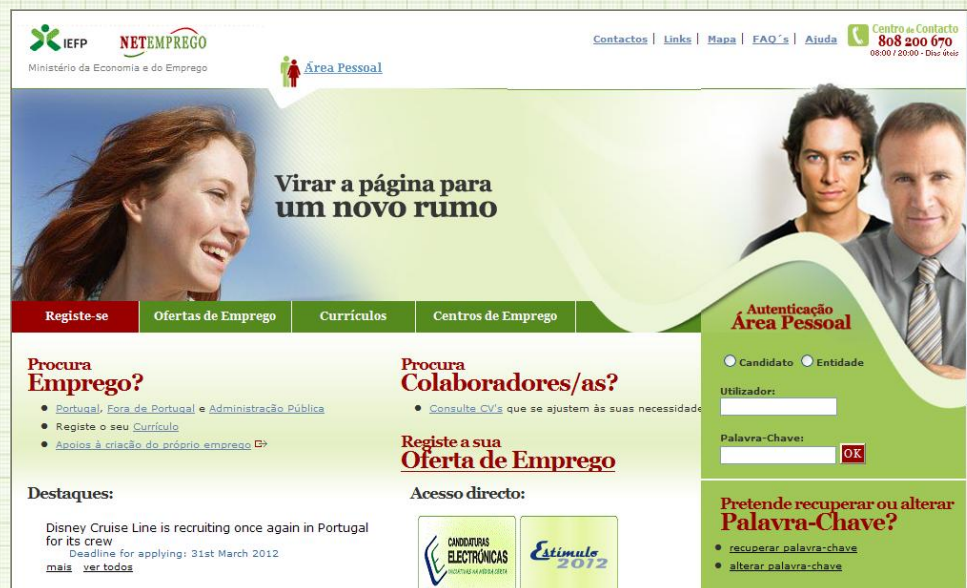 IEFP
NETEMPREGO
Ministério da Economia e do Emprego
Área Pessoal
Contactos | Links | Mapa | FAQ´s | Ajuda
Centro de Contacto
808 200 670
08:00 / 20:00 - Dias úteis
Virar a página para
um novo rumo
Registe-se
Ofertas de Emprego
Currículos
Centros de Emprego
Procura
Emprego?
Portugal, Fora de Portugal e Administração Pública
Registe o seu Currículo
Apoios à criação do próprio emprego
Procura
Colaboradores/as?
Consulte CV's que se ajustem às suas necessidade
Registe a sua
Oferta de Emprego
Destaques:
Disney Cruise Line is recruiting once again in Portugal
for its crew
Deadline for applying: 31st March 2012
mais ver todos
Acesso directo:
CANDIDATURAS
ELECTRÓNICAS
Estímulo
2012
Autenticação
Área Pessoal
Candidato Entidade
Utilizador:
Palavra-Chave:
OK
Pretende recuperar ou alterar
Palavra-Chave?
recuperar palavra-chave
alterar palavra-chave